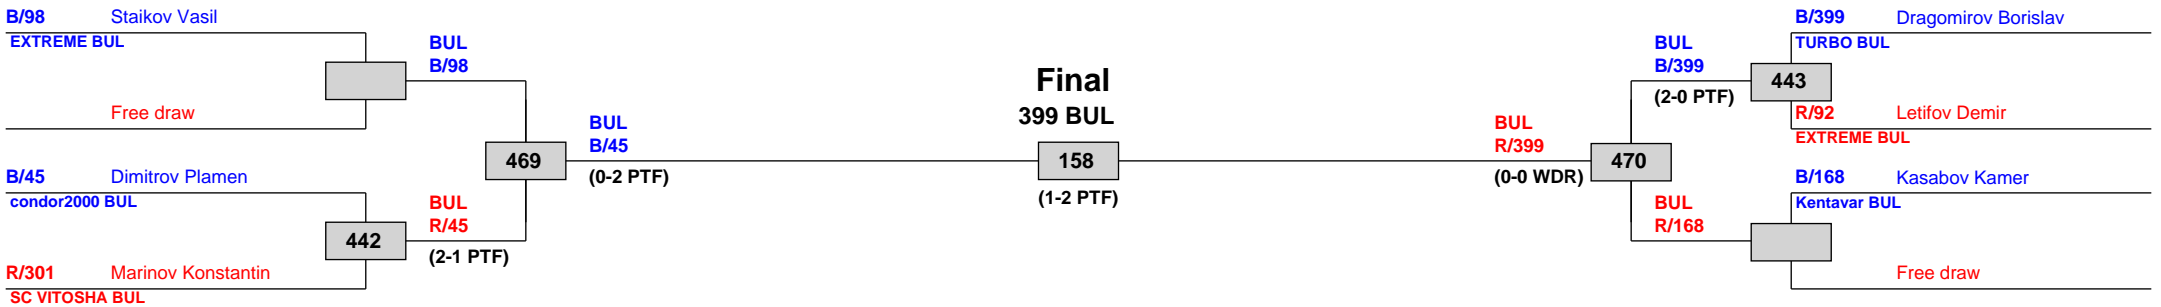 B/98 Staikov Vasil
EXTREME BUL
Free draw
B/45 Dimitrov Plamen
condor2000 BUL
R/301 Marinov Konstantin
SC VITOSHA BUL
442
BUL
B/98
BUL
R/45
(2-1 PTF)
469
BUL
B/45
(0-2 PTF)
Final
399 BUL
158
(1-2 PTF)
BUL
R/399
(0-0 WDR)
470
BUL
B/399
(2-0 PTF)
BUL
R/168
443
B/399 Dragomirov Borislav
TURBO BUL
R/92 Letifov Demir
EXTREME BUL
B/168 Kasabov Kamer
Kentavar BUL
Free draw